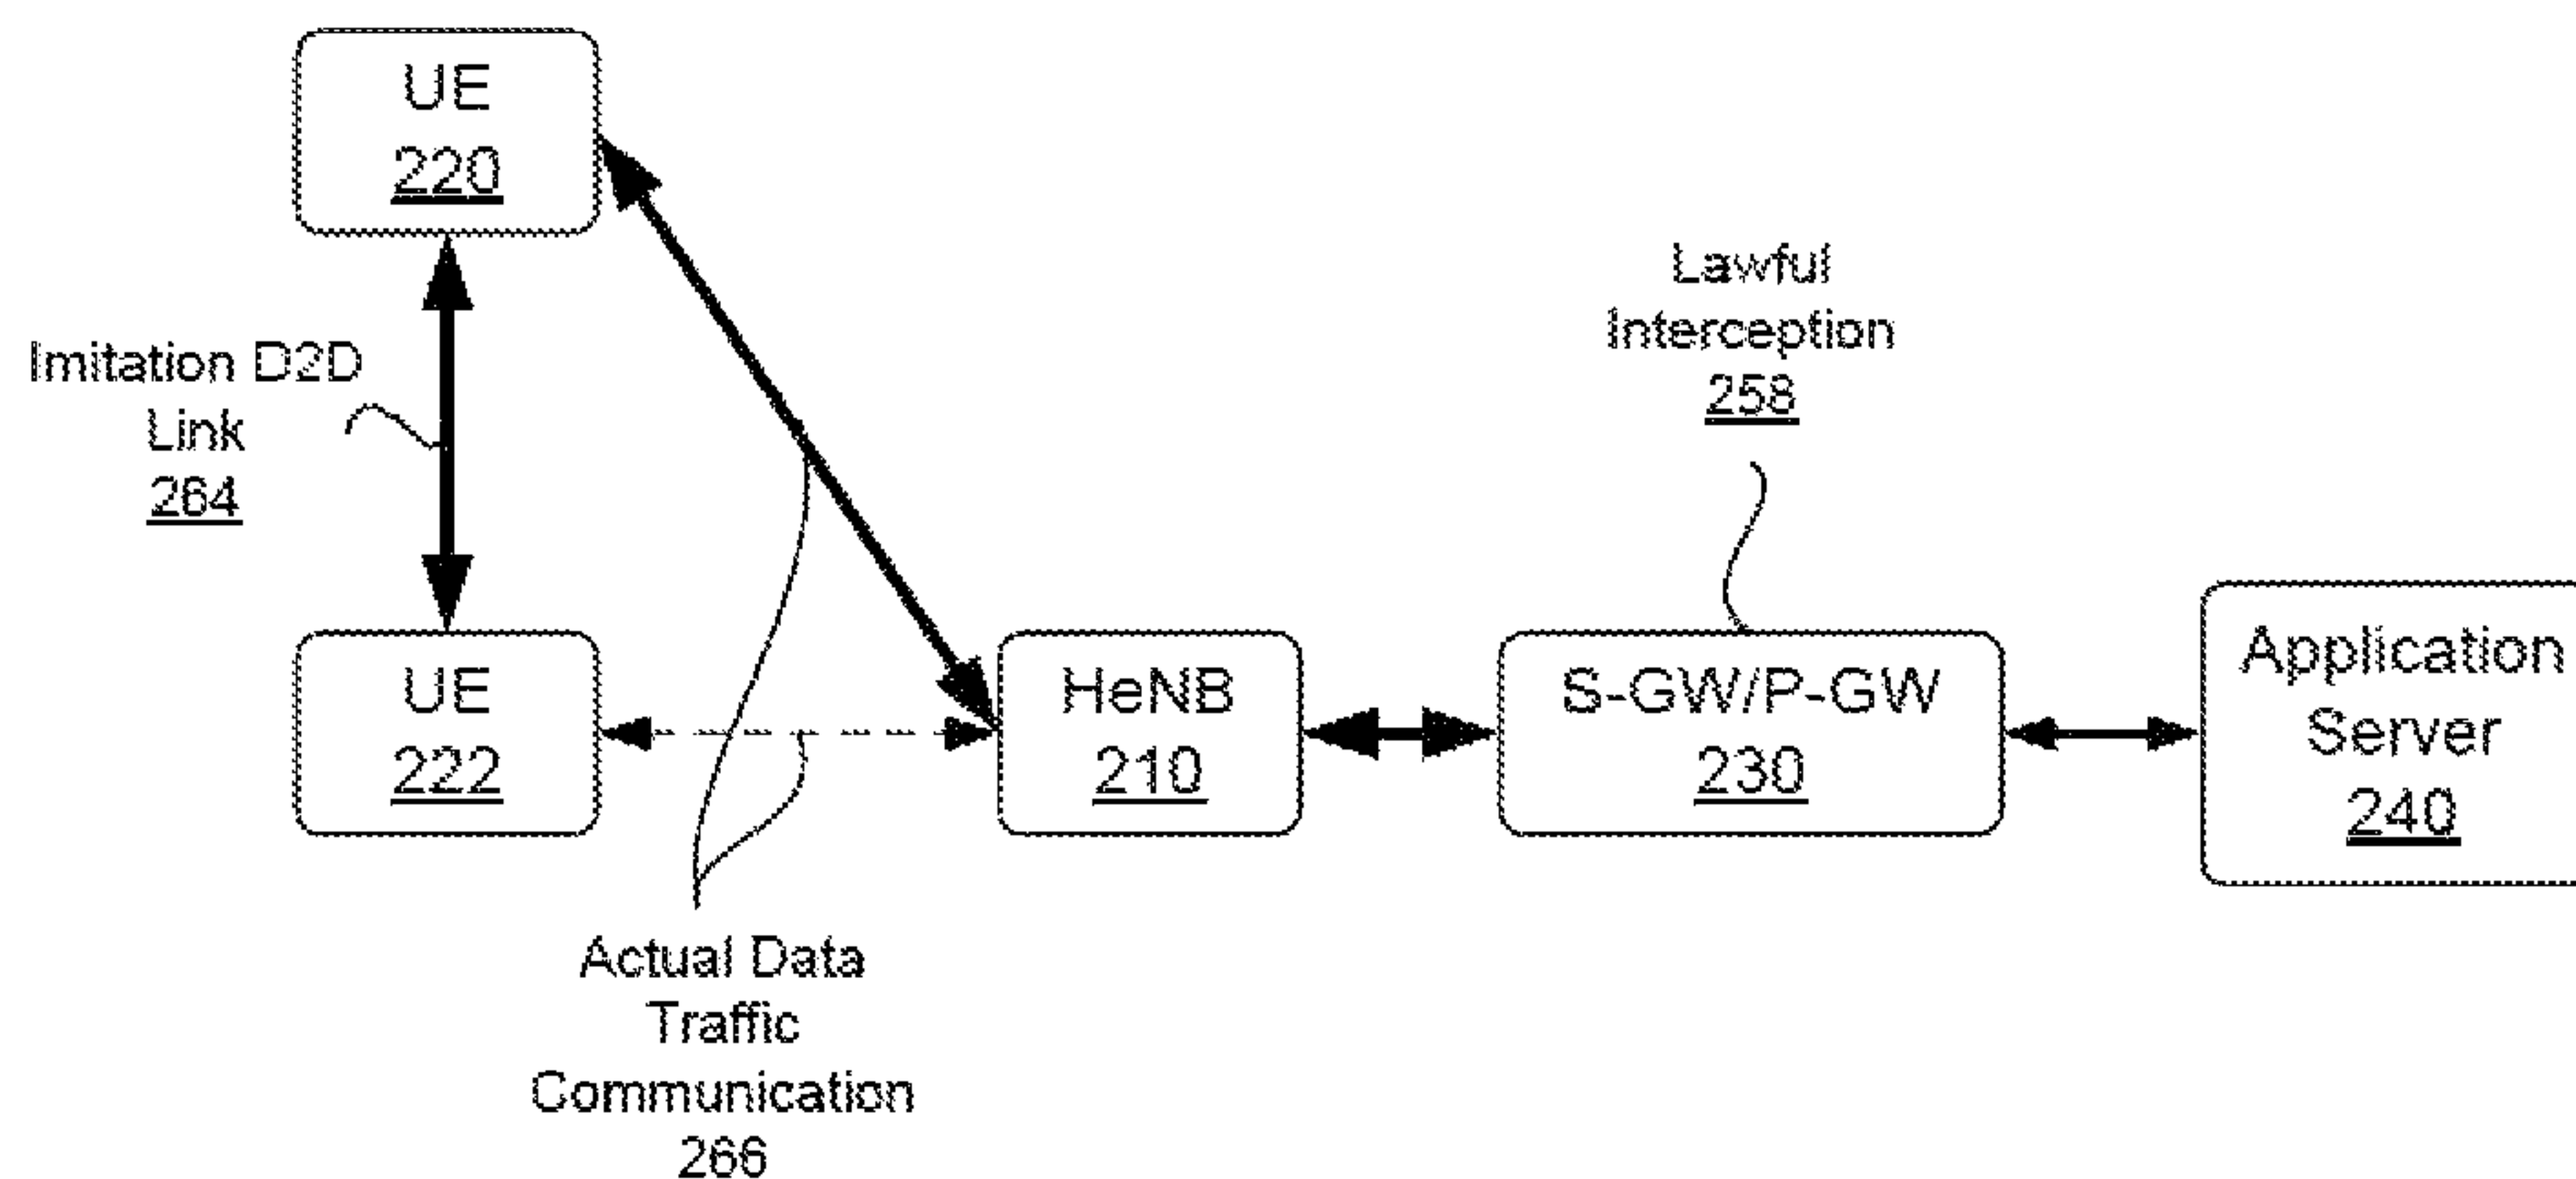 UE
220
Lawful
Interception
258
Imitation D2D
Link
264
UE
222
HeNB
210
S-GW/P-GW
230
Application
Server
240
Actual Data
Traffic
Communication
266